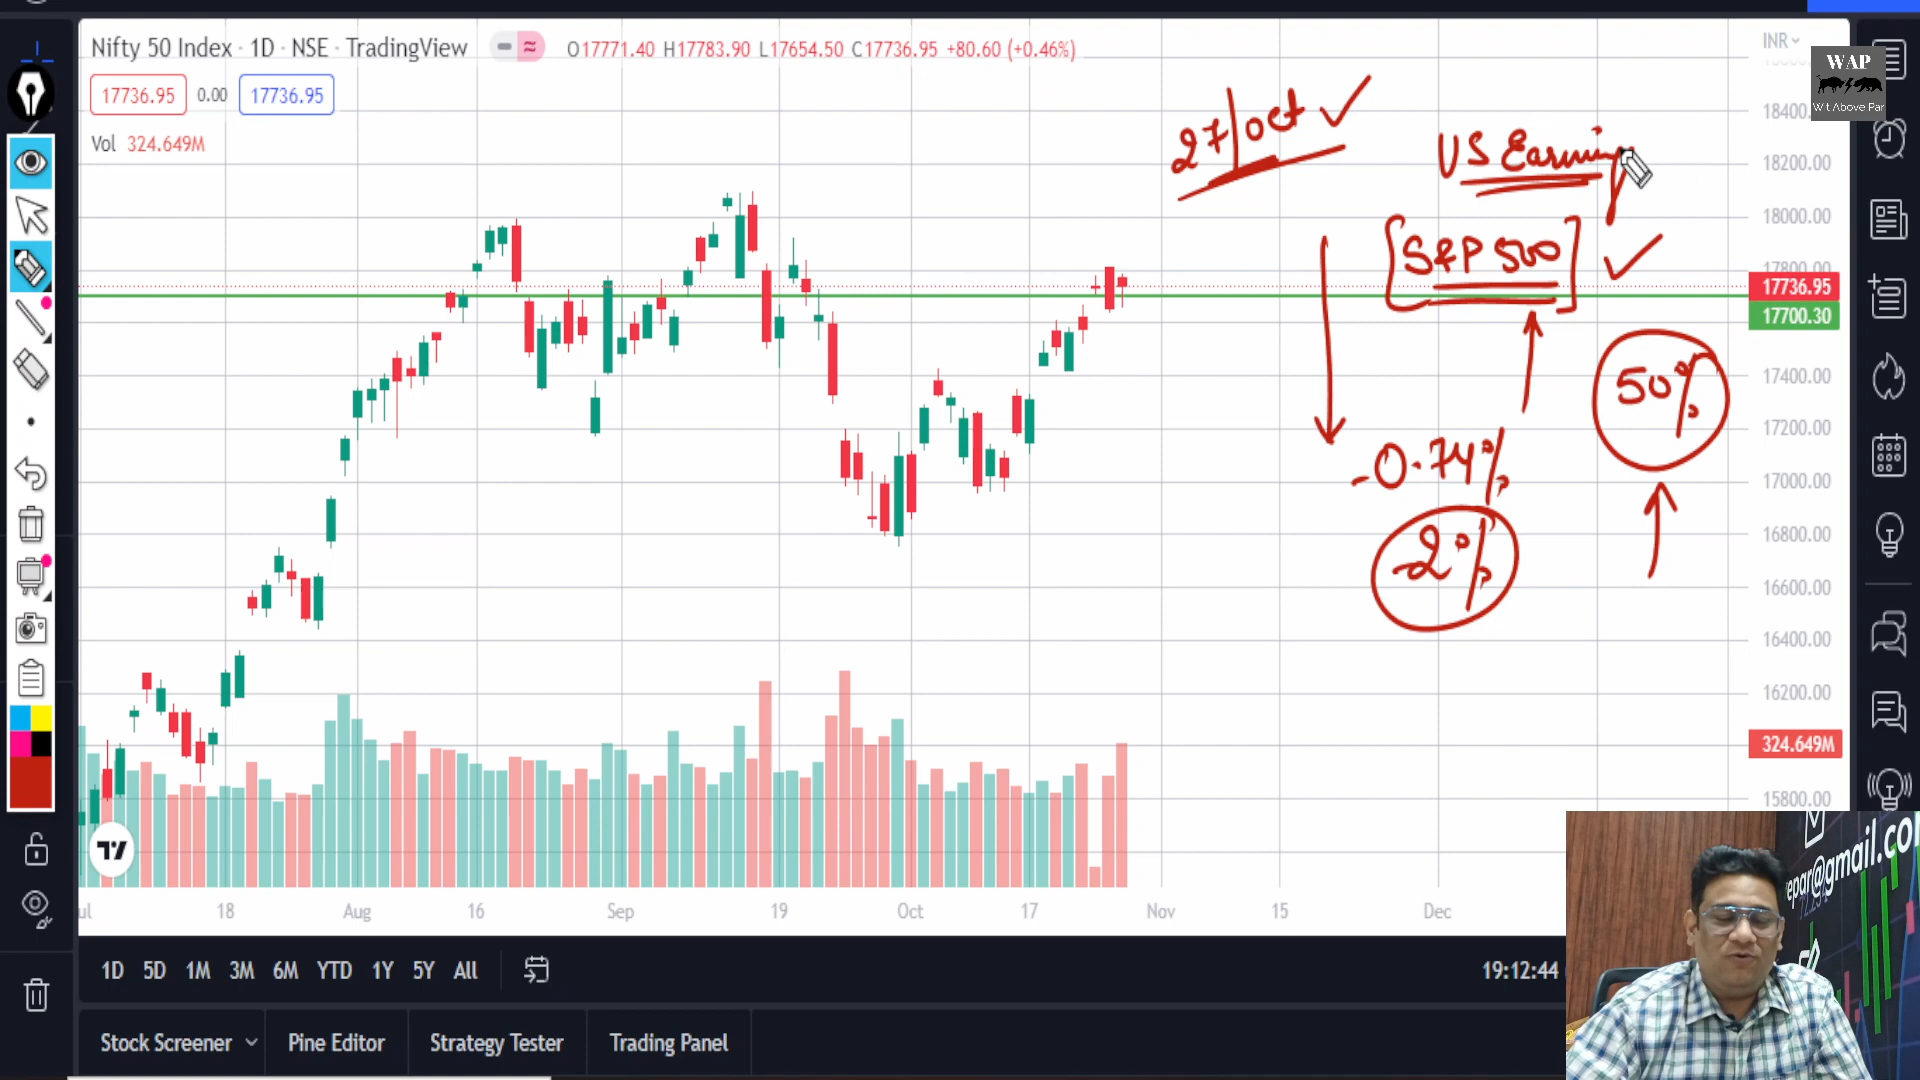 Nifty 50 Index · 1D · NSE · TradingView
O17771.40 H17783.90 L17654.50 C17736.95 +80.60 (+0.46%)
INR
17736.95 0.00 17736.95
Vol 324.649M
WAP
Wit Above Par
27/Oct
US Earning
[S&P 500]
50%
-0.74%
-2%
18400.
18200.00
18000.00
17800.00
17736.95
17700.30
17400.00
17200.00
17000.00
16800.00
16600.00
16400.00
16200.00
324.649M
15800.00
ul 18 Aug 16 Sep 19 Oct 17 Nov 15 Dec
1D 5D 1M 3M 6M YTD 1Y 5Y All
19:12:44
Stock Screener Pine Editor Strategy Tester Trading Panel
epar@gmail.co